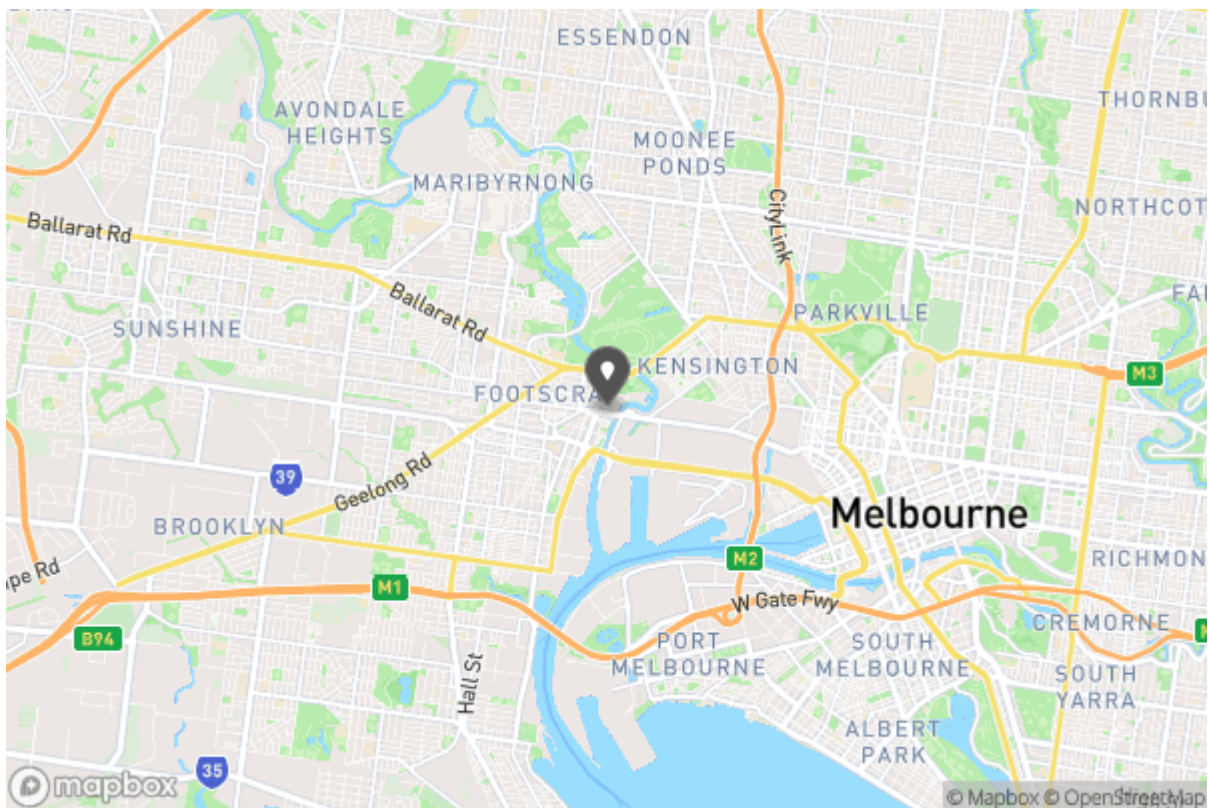 ESSENDON
AVONDALE
HEIGHTS
THORNBU
MOONEE
PONDS
MARIBYRNONG
NORTHCOT
CityLink
Ballarat Rd
Ballarat Rd
PARKVILLE
SUNSHINE
KENSINGTON
M3
FOOTSCRA
39
Geelong Rd
Melbourne
BROOKLYN
RICHMON
M2
M1
W Gate Fwy
B94
PORT
MELBOURNE
SOUTH
MELBOURNE
CREMORNE
SOUTH
YARRA
Hall St
ALBERT
PARK
35
mapbox
© Mapbox © OpenStreetMap